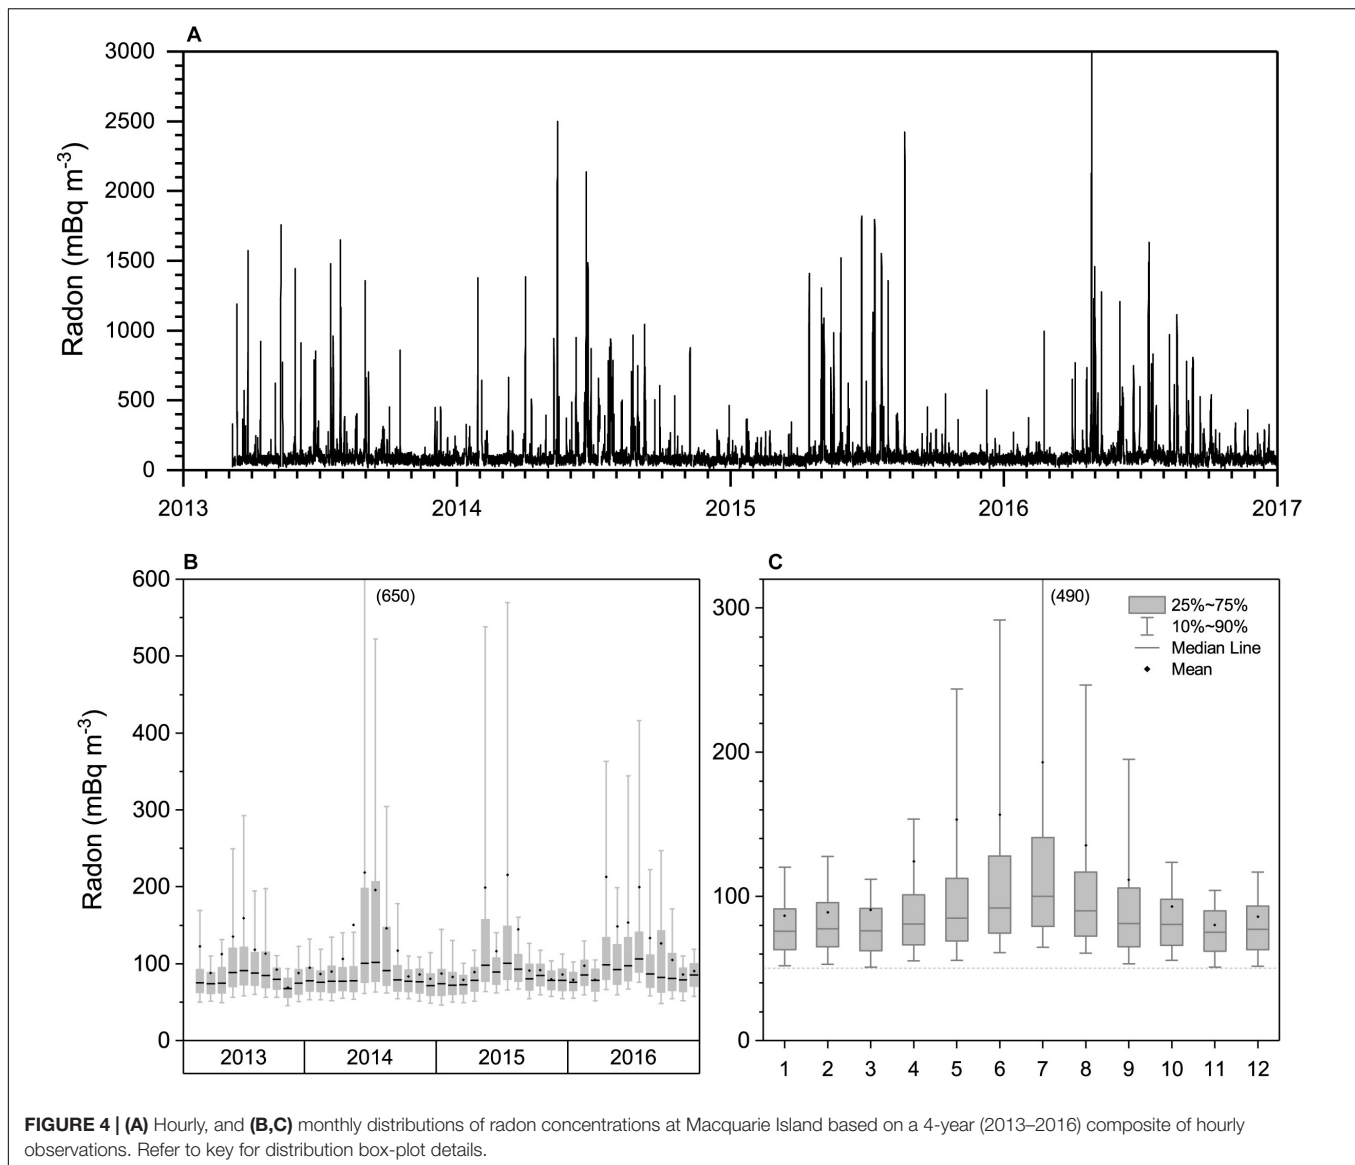 A
3000
2500
2000
1500
1000
500
0
Radon (mBq m-3)
2013 2014 2015 2016 2017
B
600
500
400
300
200
100
0
Radon (mBq m-3)
(650)
2013 2014 2015 2016
C
300
200
100
0
(490)
25%~75%
10%~90%
Median Line
Mean
1 2 3 4 5 6 7 8 9 10 11 12
FIGURE 4 | (A) Hourly, and (B,C) monthly distributions of radon concentrations at Macquarie Island based on a 4-year (2013–2016) composite of hourly
observations. Refer to key for distribution box-plot details.